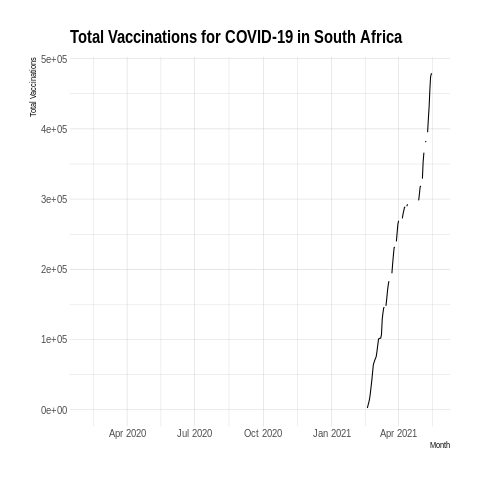 Total Vaccinations for COVID-19 in South Africa
Total Vaccinations
5e+05
4e+05
3e+05
2e+05
1e+05
0e+00
Apr 2020 Jul 2020 Oct 2020 Jan 2021 Apr 2021
Month